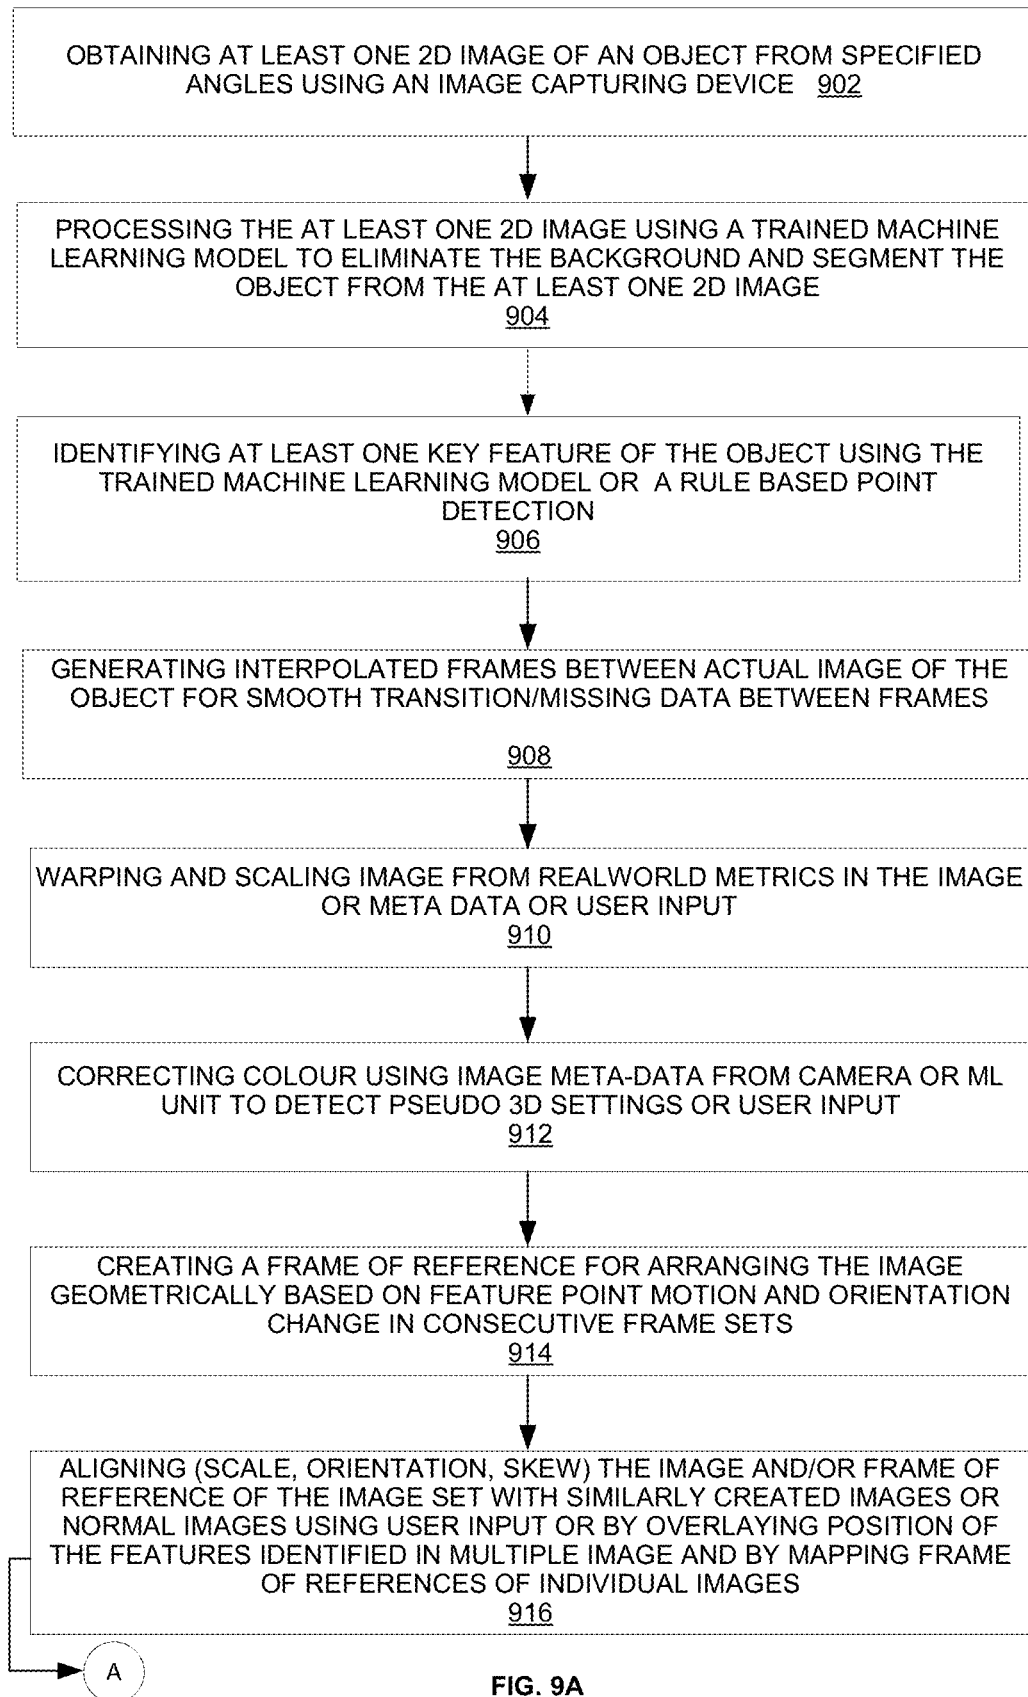 OBTAINING AT LEAST ONE 2D IMAGE OF AN OBJECT FROM SPECIFIED
ANGLES USING AN IMAGE CAPTURING DEVICE 902
PROCESSING THE AT LEAST ONE 2D IMAGE USING A TRAINED MACHINE
LEARNING MODEL TO ELIMINATE THE BACKGROUND AND SEGMENT THE
OBJECT FROM THE AT LEAST ONE 2D IMAGE
904
IDENTIFYING AT LEAST ONE KEY FEATURE OF THE OBJECT USING THE
TRAINED MACHINE LEARNING MODEL OR A RULE BASED POINT
DETECTION
906
GENERATING INTERPOLATED FRAMES BETWEEN ACTUAL IMAGE OF THE
OBJECT FOR SMOOTH TRANSITION/MISSING DATA BETWEEN FRAMES
908
WARPING AND SCALING IMAGE FROM REALWORLD METRICS IN THE IMAGE
OR META DATA OR USER INPUT
910
CORRECTING COLOUR USING IMAGE META-DATA FROM CAMERA OR ML
UNIT TO DETECT PSEUDO 3D SETTINGS OR USER INPUT
912
CREATING A FRAME OF REFERENCE FOR ARRANGING THE IMAGE
GEOMETRICALLY BASED ON FEATURE POINT MOTION AND ORIENTATION
CHANGE IN CONSECUTIVE FRAME SETS
914
ALIGNING (SCALE, ORIENTATION, SKEW) THE IMAGE AND/OR FRAME OF
REFERENCE OF THE IMAGE SET WITH SIMILARLY CREATED IMAGES OR
NORMAL IMAGES USING USER INPUT OR BY OVERLAYING POSITION OF
THE FEATURES IDENTIFIED IN MULTIPLE IMAGE AND BY MAPPING FRAME
OF REFERENCES OF INDIVIDUAL IMAGES
916
A
FIG. 9A